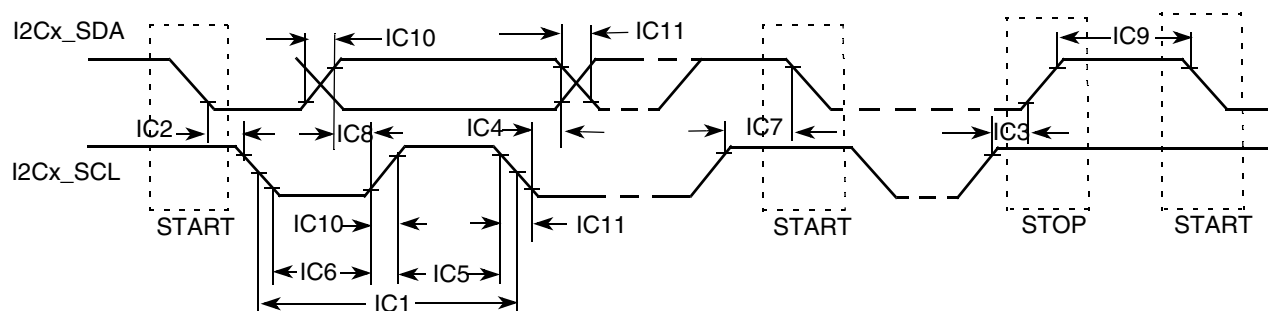 I2Cx_SDA
IC10
IC11
IC9
IC2
IC8
IC4
IC7
IC3
I2Cx_SCL
START
IC10
IC11
START
STOP
START
IC6
IC5
IC1